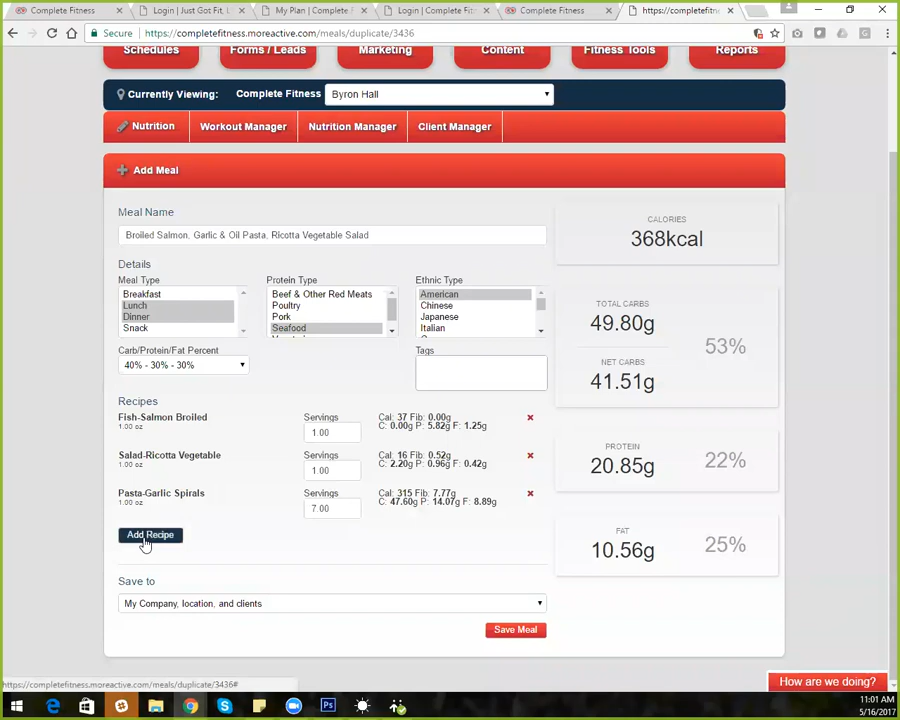 Complete Fitness
Login | Just Got Fit, L
My Plan | Complete F
Login | Complete Fitn
Complete Fitness
https://completefitn
Secure
https://completefitness.moreactive.com/meals/duplicate/3436
Schedules
Forms / Leads
Marketing
Content
Fitness Tools
Reports
Currently Viewing:
Complete Fitness
Byron Hall
Nutrition
Workout Manager
Nutrition Manager
Client Manager
Add Meal
Meal Name
Broiled Salmon, Garlic & Oil Pasta, Ricotta Vegetable Salad
Details
Meal Type
Protein Type
Ethnic Type
Breakfast
Lunch
Dinner
Snack
Beef & Other Red Meats
Poultry
Pork
Seafood
American
Chinese
Japanese
Italian
Carb/Protein/Fat Percent
40% - 30% - 30%
Tags
Recipes
Fish-Salmon Broiled
1.00 oz
Servings
1.00
Cal: 37 Fib: 0.00g
C: 0.00g P: 5.82g F: 1.25g
Salad-Ricotta Vegetable
1.00 oz
Servings
1.00
Cal: 16 Fib: 0.52g
C: 2.20g P: 0.96g F: 0.42g
Pasta-Garlic Spirals
1.00 oz
Servings
7.00
Cal: 315 Fib: 7.77g
C: 47.60g P: 14.07g F: 8.89g
Add Recipe
Save to
My Company, location, and clients
Save Meal
CALORIES
368kcal
TOTAL CARBS
49.80g
53%
NET CARBS
41.51g
PROTEIN
20.85g
22%
FAT
10.56g
25%
https://completefitness.moreactive.com/meals/duplicate/3436#
How are we doing?
11:01 AM
5/16/2017